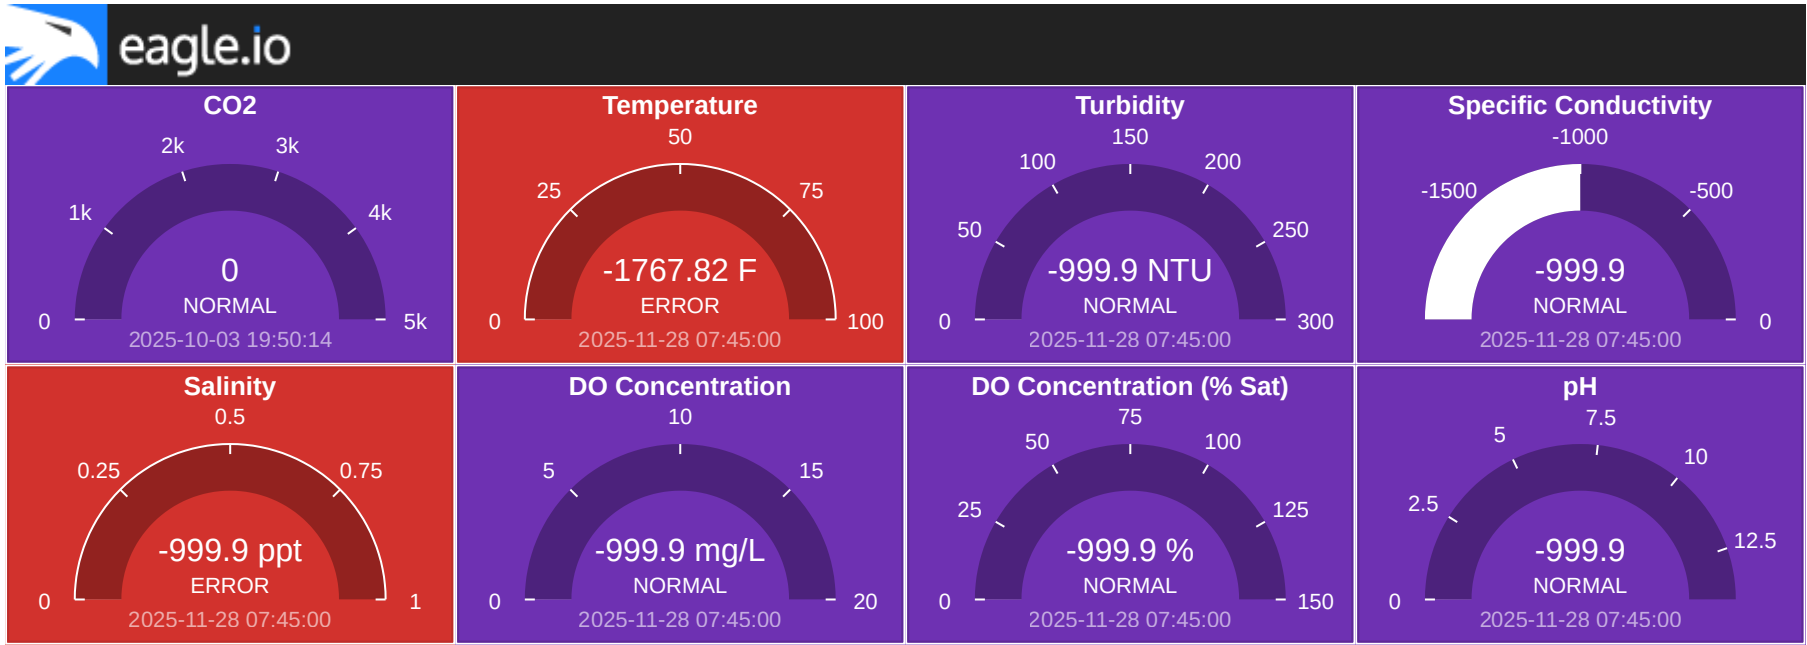 eagle.io
CO2
2k
3k
1k
4k
0
NORMAL
0
5k
2025-10-03 19:50:14
Temperature
50
25
75
-1767.82 F
ERROR
0
100
2025-11-28 07:45:00
Turbidity
150
100
200
50
250
-999.9 NTU
NORMAL
0
300
2025-11-28 07:45:00
Specific Conductivity
-1000
-1500
-500
-999.9
NORMAL
0
2025-11-28 07:45:00
Salinity
0.5
0.25
0.75
-999.9 ppt
ERROR
0
1
2025-11-28 07:45:00
DO Concentration
10
5
15
-999.9 mg/L
NORMAL
0
20
2025-11-28 07:45:00
DO Concentration (% Sat)
75
50
100
25
125
-999.9 %
NORMAL
0
150
2025-11-28 07:45:00
pH
7.5
5
10
2.5
12.5
-999.9
NORMAL
0
2025-11-28 07:45:00